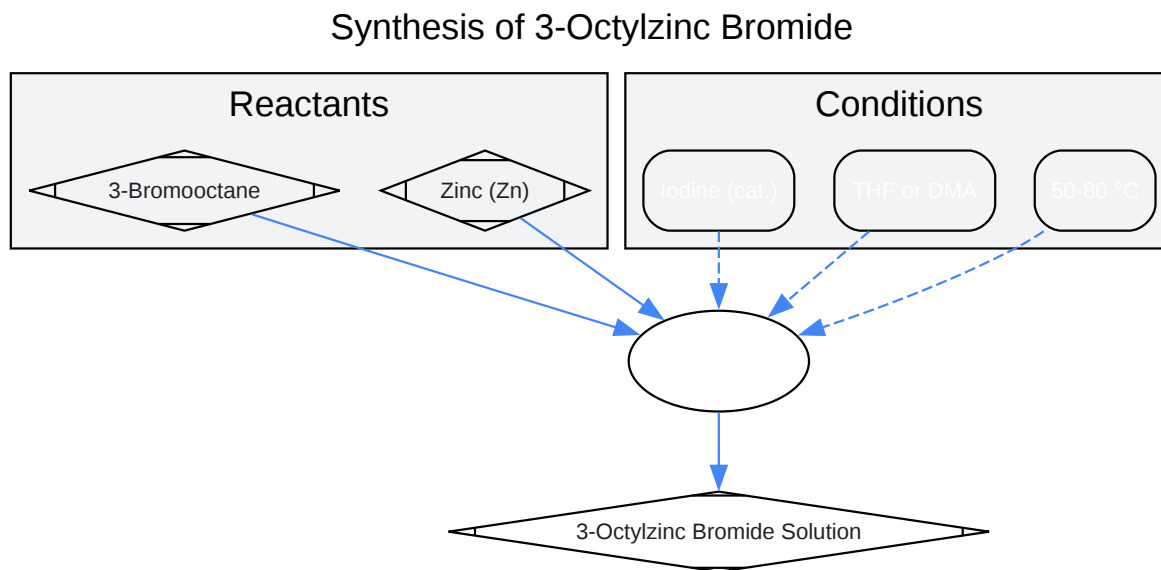 Synthesis of 3-Octylzinc Bromide
Reactants
Conditions
3-Bromooctane
Zinc (Zn)
Iodine (cat.)
THF or DMA
50-80 °C
3-Octylzinc Bromide Solution